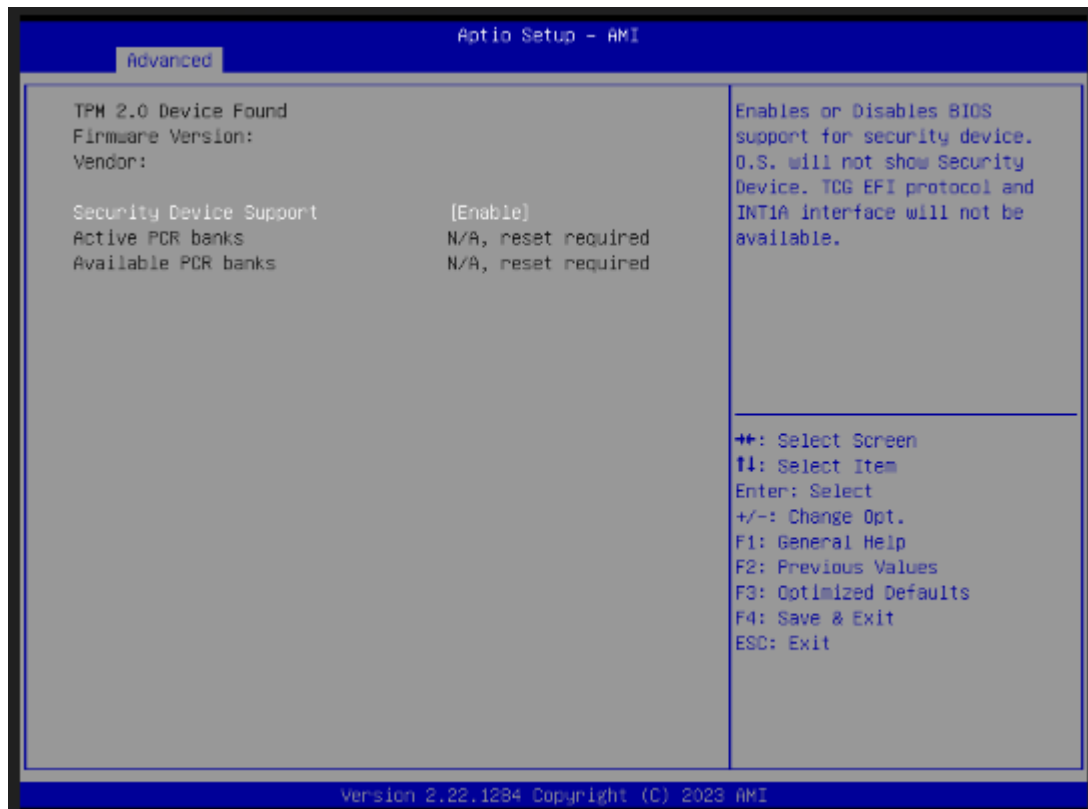 Aptio Setup – AMI
Advanced
TPM 2.0 Device Found
Firmware Version:
Vendor:
Security Device Support [Enable]
Active PCR banks N/A, reset required
Available PCR banks N/A, reset required
Enables or Disables BIOS
support for security device.
O.S. will not show Security
Device. TCG EFI protocol and
INT1A interface will not be
available.
→←: Select Screen
↑↓: Select Item
Enter: Select
+/-: Change Opt.
F1: General Help
F2: Previous Values
F3: Optimized Defaults
F4: Save & Exit
ESC: Exit
Version 2.22.1284 Copyright (C) 2023 AMI